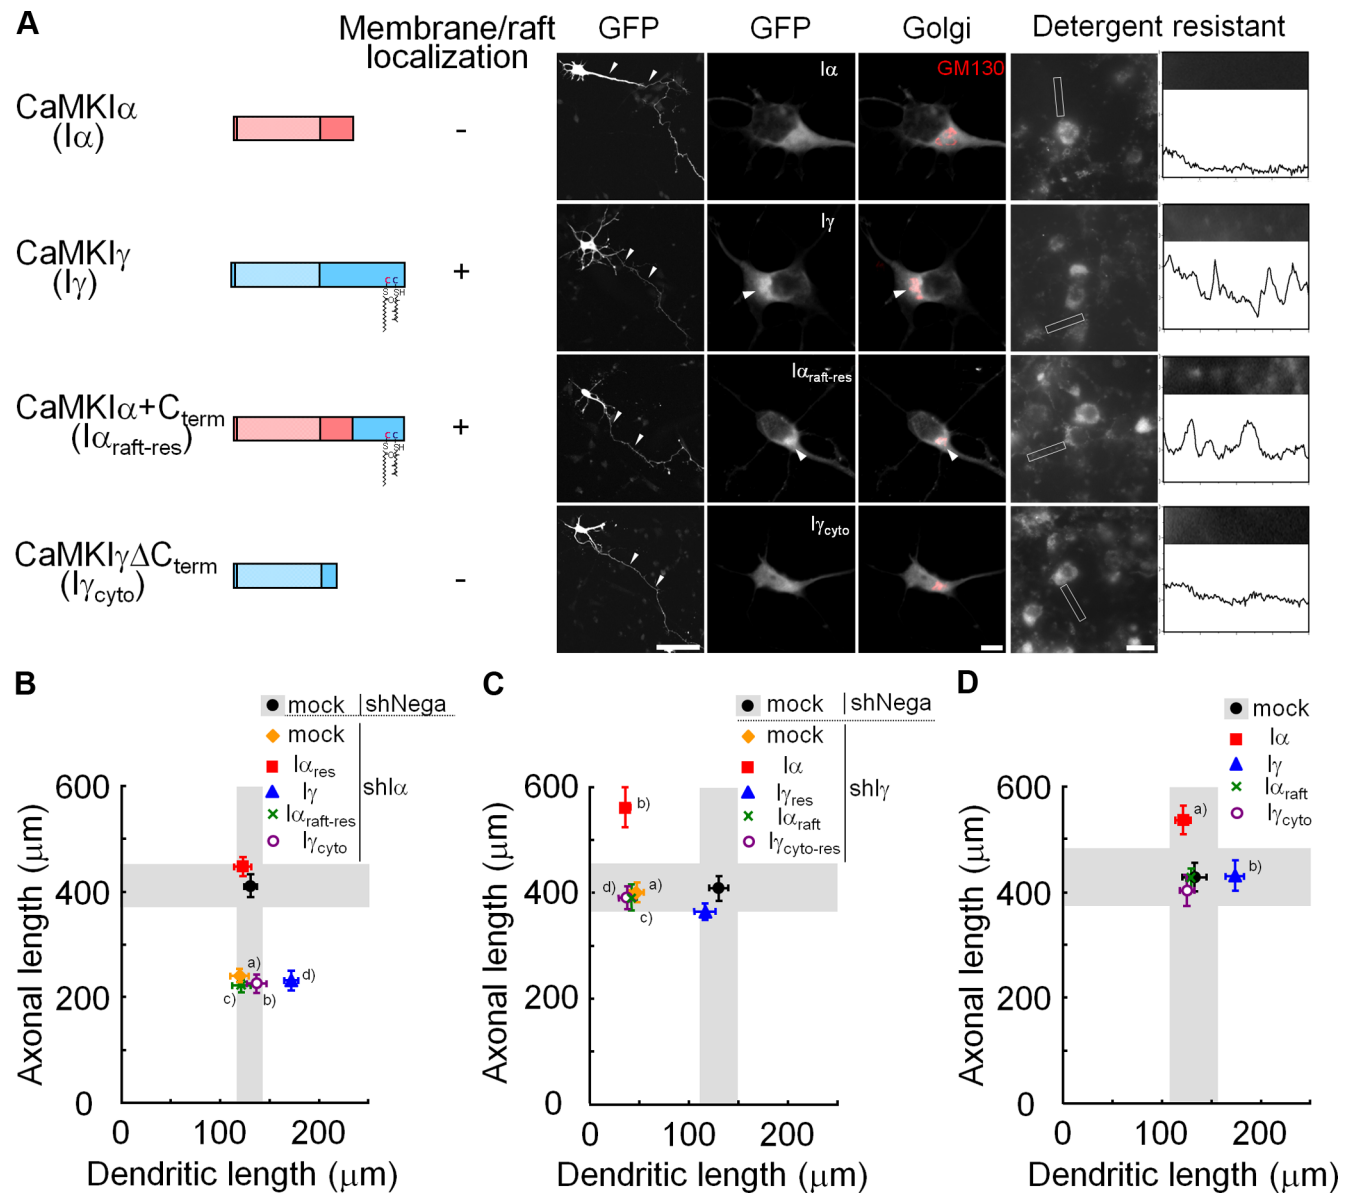 A
Membrane/raft
localization
GFP
GFP
Golgi
Detergent resistant
CaMKIα
(Iα)
-
Iα
GM130
CaMKIγ
(Iγ)
+
C C
S SH
O
Iγ
CaMKIα+Cterm
(Iαraft-res)
+
C C
S SH
O
Iαraft-res
CaMKIγΔCterm
(Iγcyto)
-
Iγcyto
B
mock shNega
mock
Iαres
Iγ
Iαraft-res
Iγcyto
shIα
600
400
200
0
a)
b)
c)
d)
0 100 200
Axonal length (μm)
Dendritic length (μm)
C
mock shNega
mock
Iα
Iγres
Iαraft
Iγcyto-res
shIγ
600
400
200
0
b)
a)
d)
c)
0 100 200
Axonal length (μm)
Dendritic length (μm)
D
mock
Iα
Iγ
Iαraft
Iγcyto
600
400
200
0
a)
b)
0 100 200
Axonal length (μm)
Dendritic length (μm)